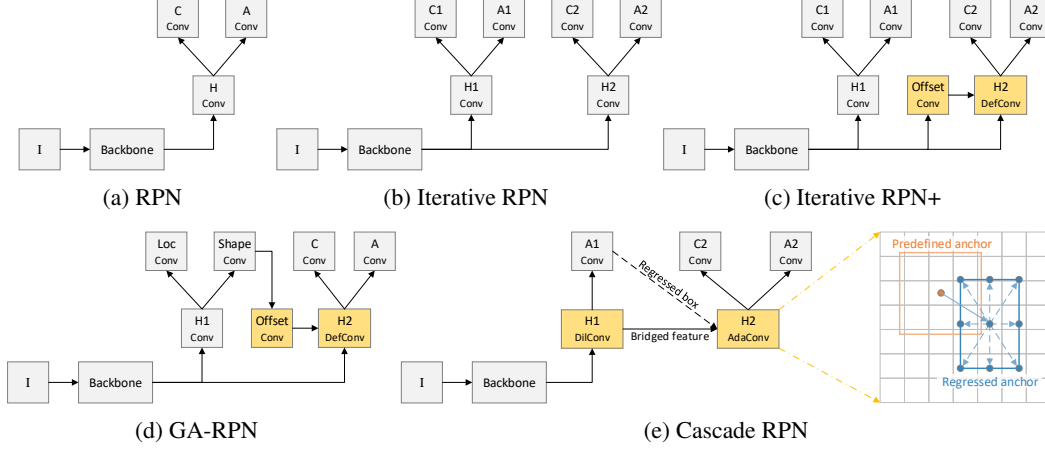 C
Conv
A
Conv
H
Conv
I
Backbone
(a) RPN
C1
Conv
A1
Conv
C2
Conv
A2
Conv
H1
Conv
H2
Conv
I
Backbone
(b) Iterative RPN
C1
Conv
A1
Conv
C2
Conv
A2
Conv
H1
Conv
Offset
Conv
H2
DefConv
I
Backbone
(c) Iterative RPN+
Loc
Conv
Shape
Conv
C
Conv
A
Conv
H1
Conv
Offset
Conv
H2
DefConv
I
Backbone
(d) GA-RPN
A1
Conv
C2
Conv
A2
Conv
Regressed box
H1
DilConv
Bridged feature
H2
AdaConv
I
Backbone
Predefined anchor
Regressed anchor
(e) Cascade RPN